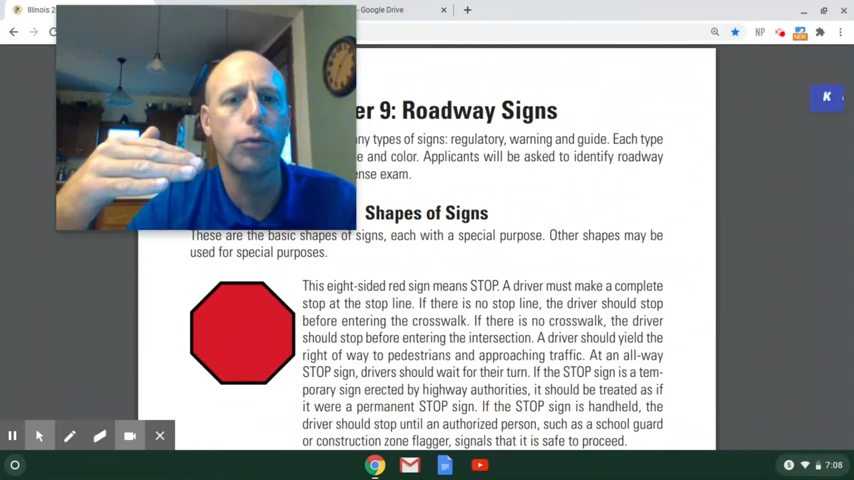 Illinois 2
- Google Drive
NP
NEW
K
er 9: Roadway Signs
ny types of signs: regulatory, warning and guide. Each type
e and color. Applicants will be asked to identify roadway
ense exam.
Shapes of Signs
These are the basic shapes of signs, each with a special purpose. Other shapes may be
used for special purposes.
This eight-sided red sign means STOP. A driver must make a complete
stop at the stop line. If there is no stop line, the driver should stop
before entering the crosswalk. If there is no crosswalk, the driver
should stop before entering the intersection. A driver should yield the
right of way to pedestrians and approaching traffic. At an all-way
STOP sign, drivers should wait for their turn. If the STOP sign is a tem-
porary sign erected by highway authorities, it should be treated as if
it were a permanent STOP sign. If the STOP sign is handheld, the
driver should stop until an authorized person, such as a school guard
or construction zone flagger, signals that it is safe to proceed.
7:08